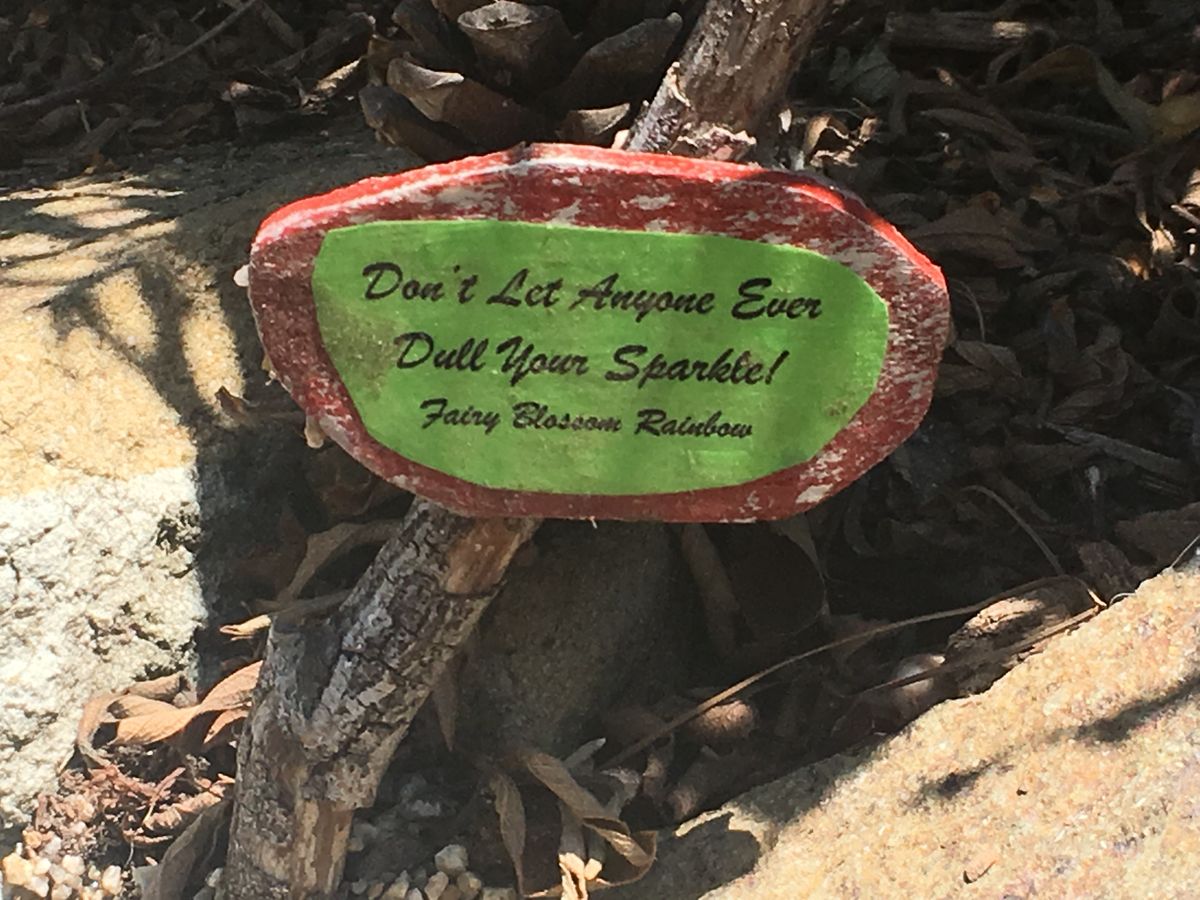 Don't Let Anyone Ever
Dull Your Sparkle!
Fairy Blossom Rainbow